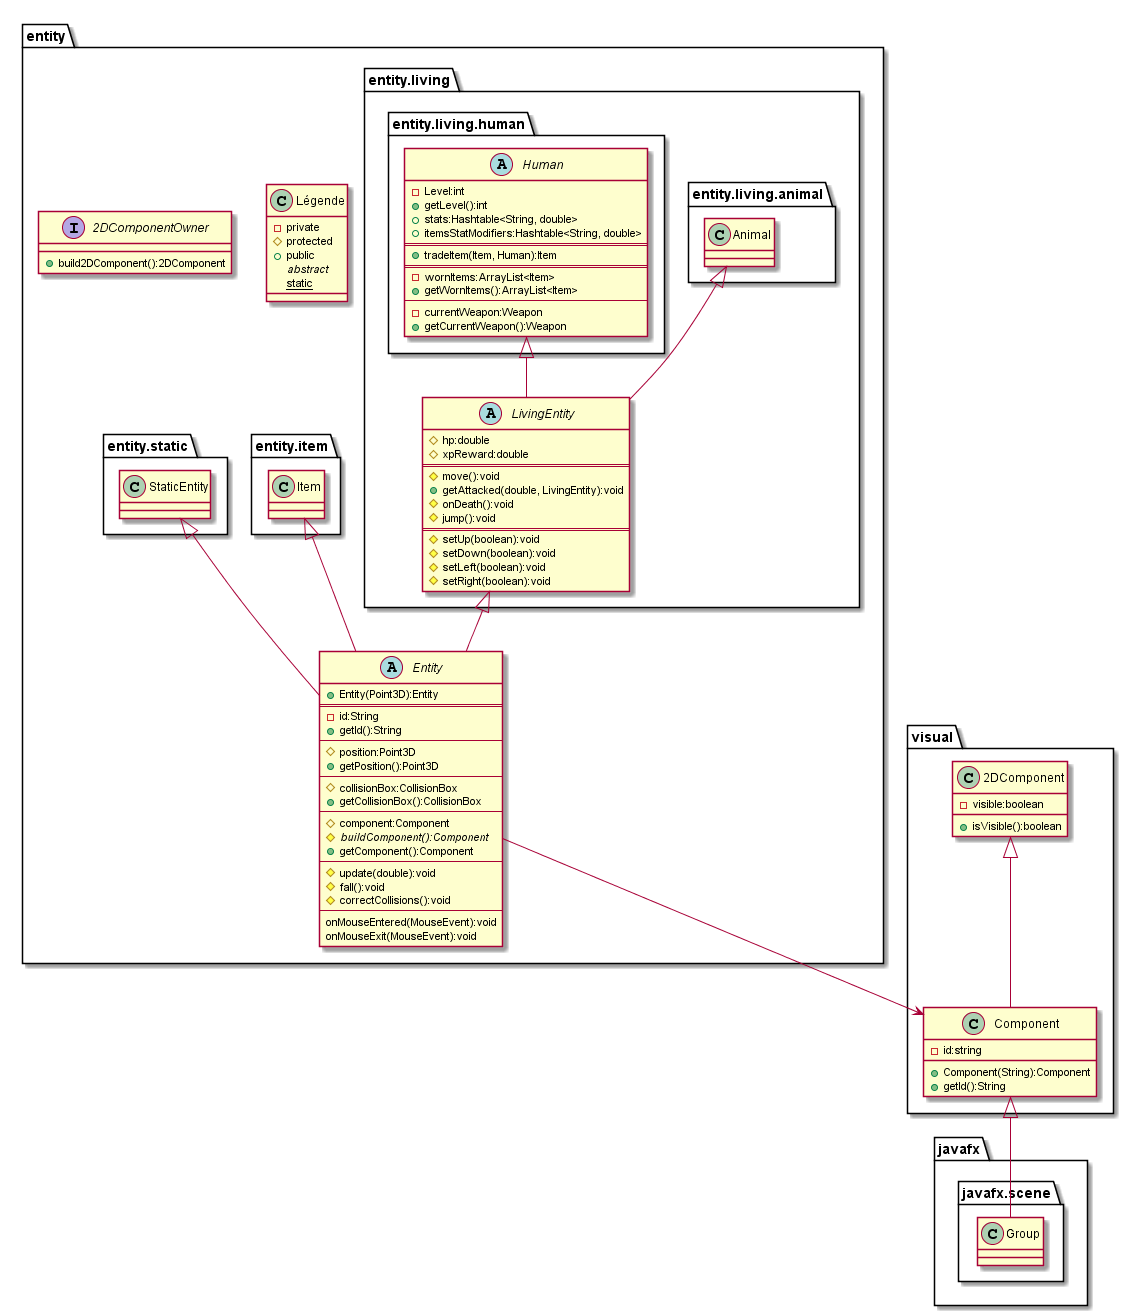 entity
entity.living
entity.living.human
Human
Level:int
getLevel():int
stats:Hashtable<String, double>
itemsStatModifiers:Hashtable<String, double>
tradeItem(Item, Human):Item
wornItems:ArrayList<Item>
getWornItems():ArrayList<Item>
currentWeapon:Weapon
getCurrentWeapon():Weapon
entity.living.animal
Animal
2DComponentOwner
build2DComponent():2DComponent
Légende
private
protected
public
abstract
static
LivingEntity
hp:double
xpReward:double
move():void
getAttacked(double, LivingEntity):void
onDeath():void
jump():void
setUp(boolean):void
setDown(boolean):void
setLeft(boolean):void
setRight(boolean):void
entity.static
StaticEntity
entity.item
Item
Entity
Entity(Point3D):Entity
id:String
getId():String
position:Point3D
getPosition():Point3D
collisionBox:CollisionBox
getCollisionBox():CollisionBox
component:Component
buildComponent():Component
getComponent():Component
update(double):void
fall():void
correctCollisions():void
onMouseEntered(MouseEvent):void
onMouseExit(MouseEvent):void
visual
2DComponent
visible:boolean
isVisible():boolean
Component
id:string
Component(String):Component
getId():String
javafx
javafx.scene
Group